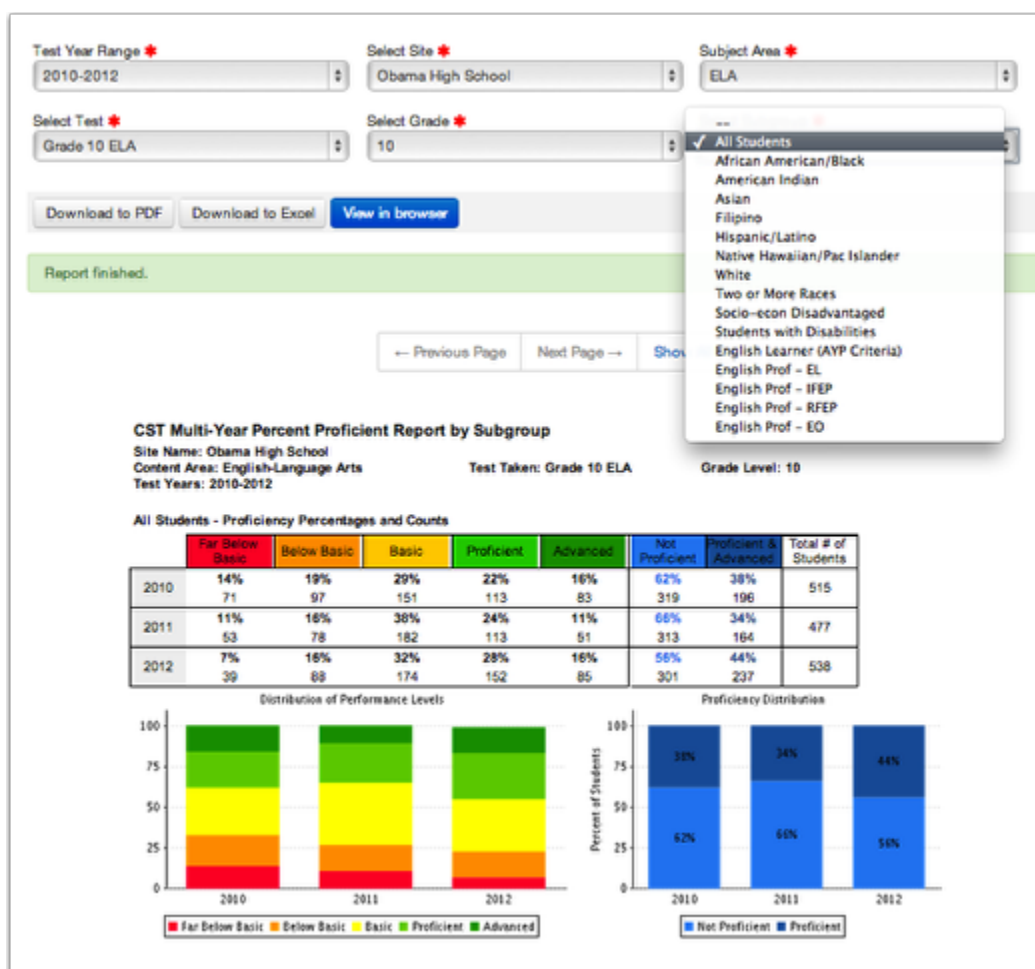 Test Year Range * Select Site * Subject Area *
2010-2012 Obama High School ELA
Select Test * Select Grade *
Grade 10 ELA 10
--
✓ All Students
African American/Black
American Indian
Asian
Filipino
Hispanic/Latino
Native Hawaiian/Pac Islander
White
Two or More Races
Socio-econ Disadvantaged
Students with Disabilities
English Learner (AYP Criteria)
English Prof - EL
English Prof - IFEP
English Prof - RFEP
English Prof - EO
Download to PDF Download to Excel View in browser
Report finished.
← Previous Page Next Page → Show
CST Multi-Year Percent Proficient Report by Subgroup
Site Name: Obama High School
Content Area: English-Language Arts Test Taken: Grade 10 ELA Grade Level: 10
Test Years: 2010-2012
All Students - Proficiency Percentages and Counts
Far Below Basic Below Basic Basic Proficient Advanced Not Proficient Proficient & Advanced Total # of Students
2010 14% 19% 29% 22% 16% 62% 38% 515
71 97 151 113 83 319 196
2011 11% 16% 38% 24% 11% 66% 34% 477
53 78 182 113 51 313 164
2012 7% 16% 32% 28% 16% 56% 44% 538
39 88 174 152 85 301 237
Distribution of Performance Levels
100
75
50
25
0
2010 2011 2012
Far Below Basic Below Basic Basic Proficient Advanced
Proficiency Distribution
Percent of Students
100
75
50
25
0
38% 34% 44%
62% 66% 56%
2010 2011 2012
Not Proficient Proficient